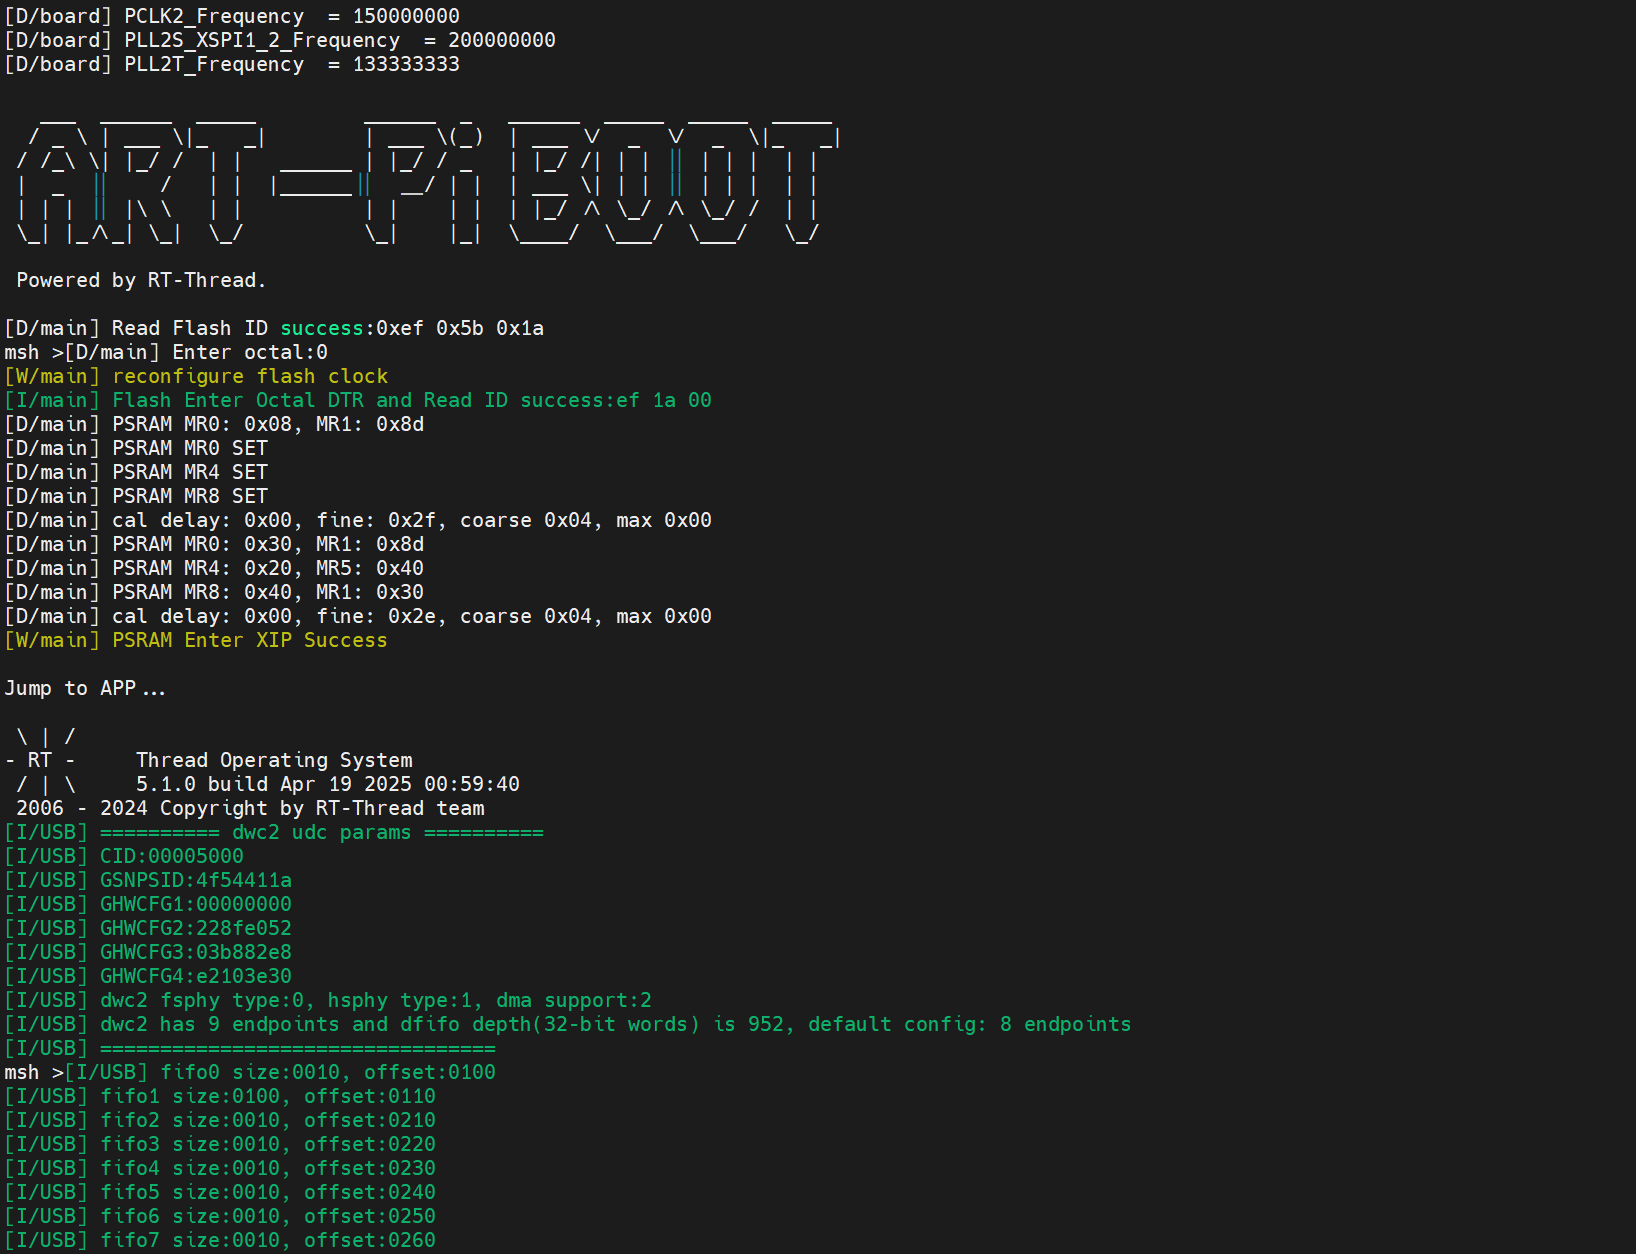 [D/board] PCLK2_Frequency  = 150000000
[D/board] PLL2S_XSPI1_2_Frequency  = 200000000
[D/board] PLL2T_Frequency  = 133333333
ART-Pi BOOT
Powered by RT-Thread.
[D/main] Read Flash ID success:0xef 0x5b 0x1a
msh >[D/main] Enter octal:0
[W/main] reconfigure flash clock
[I/main] Flash Enter Octal DTR and Read ID success:ef 1a 00
[D/main] PSRAM MR0: 0x08, MR1: 0x8d
[D/main] PSRAM MR0 SET
[D/main] PSRAM MR4 SET
[D/main] PSRAM MR8 SET
[D/main] cal delay: 0x00, fine: 0x2f, coarse 0x04, max 0x00
[D/main] PSRAM MR0: 0x30, MR1: 0x8d
[D/main] PSRAM MR4: 0x20, MR5: 0x40
[D/main] PSRAM MR8: 0x40, MR1: 0x30
[D/main] cal delay: 0x00, fine: 0x2e, coarse 0x04, max 0x00
[W/main] PSRAM Enter XIP Success
Jump to APP...
 \ | /
- RT -     Thread Operating System
 / | \     5.1.0 build Apr 19 2025 00:59:40
 2006 - 2024 Copyright by RT-Thread team
[I/USB] ========== dwc2 udc params ==========
[I/USB] CID:00005000
[I/USB] GSNPSID:4f54411a
[I/USB] GHWCFG1:00000000
[I/USB] GHWCFG2:228fe052
[I/USB] GHWCFG3:03b882e8
[I/USB] GHWCFG4:e2103e30
[I/USB] dwc2 fsphy type:0, hsphy type:1, dma support:2
[I/USB] dwc2 has 9 endpoints and dfifo depth(32-bit words) is 952, default config: 8 endpoints
[I/USB] =================================
msh >[I/USB] fifo0 size:0010, offset:0100
[I/USB] fifo1 size:0100, offset:0110
[I/USB] fifo2 size:0010, offset:0210
[I/USB] fifo3 size:0010, offset:0220
[I/USB] fifo4 size:0010, offset:0230
[I/USB] fifo5 size:0010, offset:0240
[I/USB] fifo6 size:0010, offset:0250
[I/USB] fifo7 size:0010, offset:0260